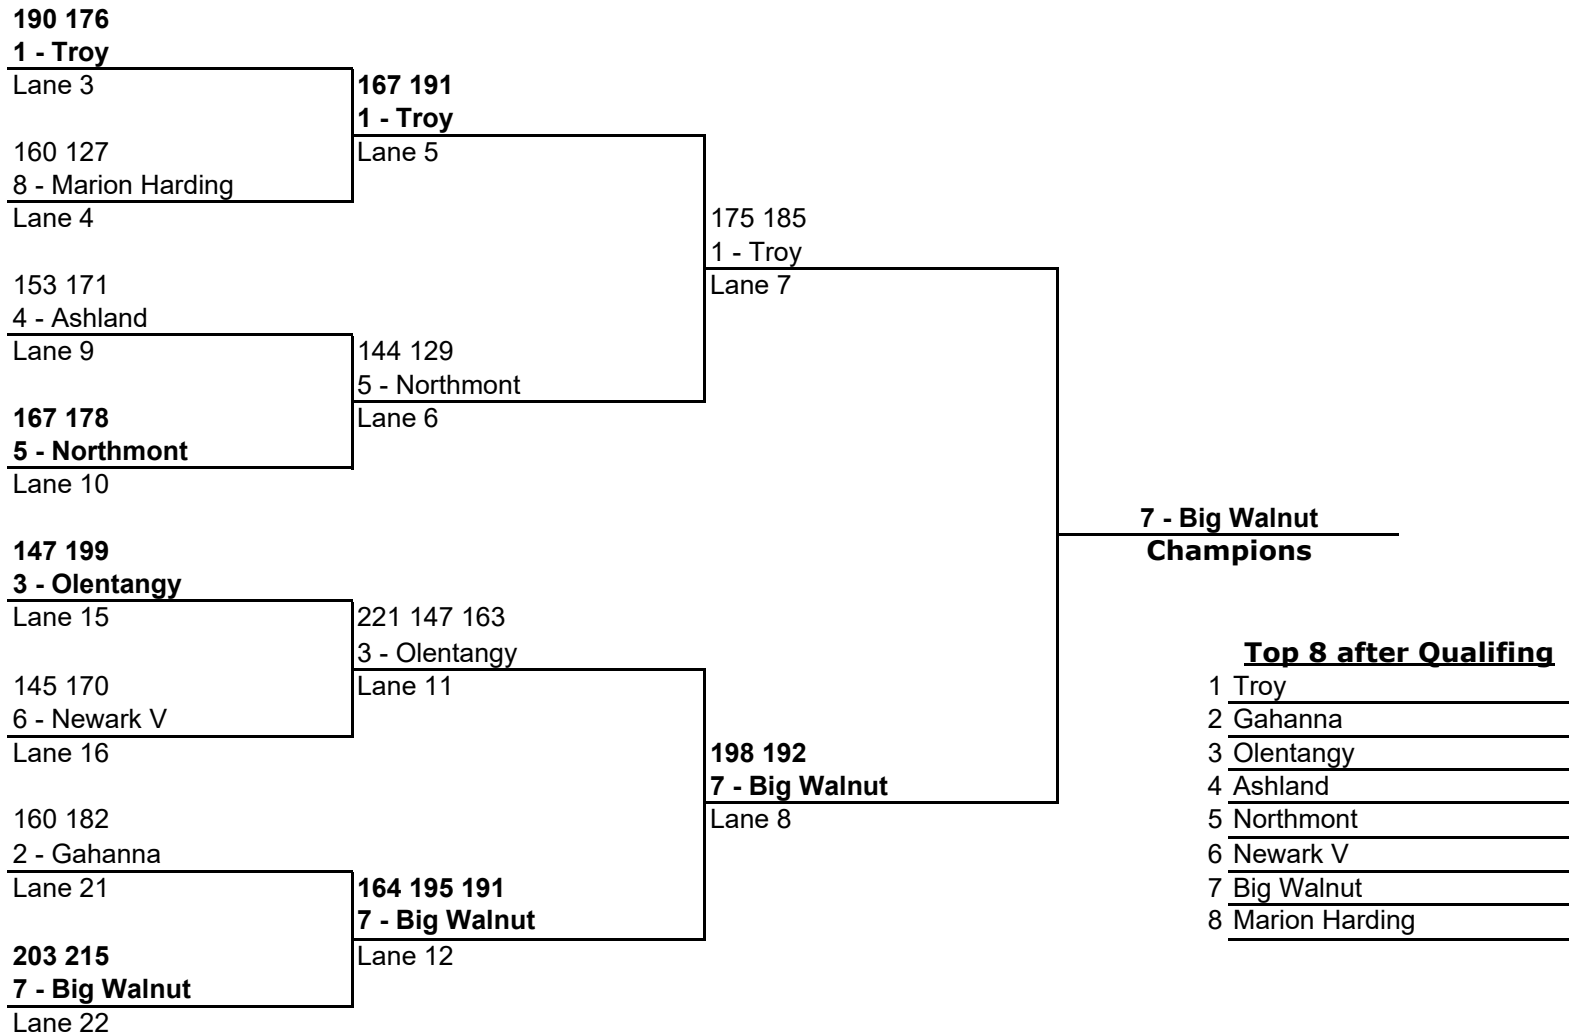 190 176
1 - Troy
Lane 3
160 127
8 - Marion Harding
Lane 4
153 171
4 - Ashland
Lane 9
167 178
5 - Northmont
Lane 10
147 199
3 - Olentangy
Lane 15
145 170
6 - Newark V
Lane 16
160 182
2 - Gahanna
Lane 21
203 215
7 - Big Walnut
Lane 22
167 191
1 - Troy
Lane 5
144 129
5 - Northmont
Lane 6
221 147 163
3 - Olentangy
Lane 11
164 195 191
7 - Big Walnut
Lane 12
175 185
1 - Troy
Lane 7
198 192
7 - Big Walnut
Lane 8
7 - Big Walnut
Champions
Top 8 after Qualifing
1 Troy
2 Gahanna
3 Olentangy
4 Ashland
5 Northmont
6 Newark V
7 Big Walnut
8 Marion Harding